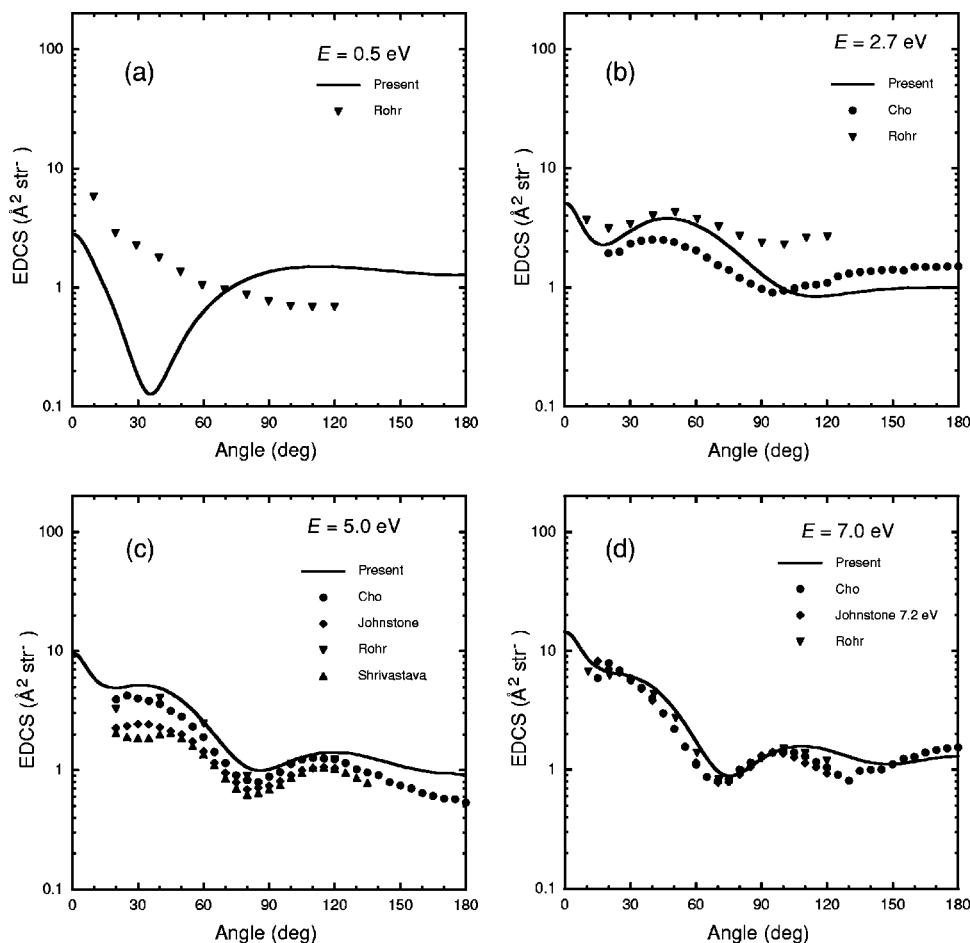 (a)
E = 0.5 eV
Present
Rohr
100
10
1
0.1
EDCS (Å² str⁻)
0 30 60 90 120 150 180
Angle (deg)
(b)
E = 2.7 eV
Present
Cho
Rohr
100
10
1
0.1
EDCS (Å² str⁻)
0 30 60 90 120 150 180
Angle (deg)
(c)
E = 5.0 eV
Present
Cho
Johnstone
Rohr
Shrivastava
100
10
1
0.1
EDCS (Å² str⁻)
0 30 60 90 120 150 180
Angle (deg)
(d)
E = 7.0 eV
Present
Cho
Johnstone 7.2 eV
Rohr
100
10
1
0.1
EDCS (Å² str⁻)
0 30 60 90 120 150 180
Angle (deg)